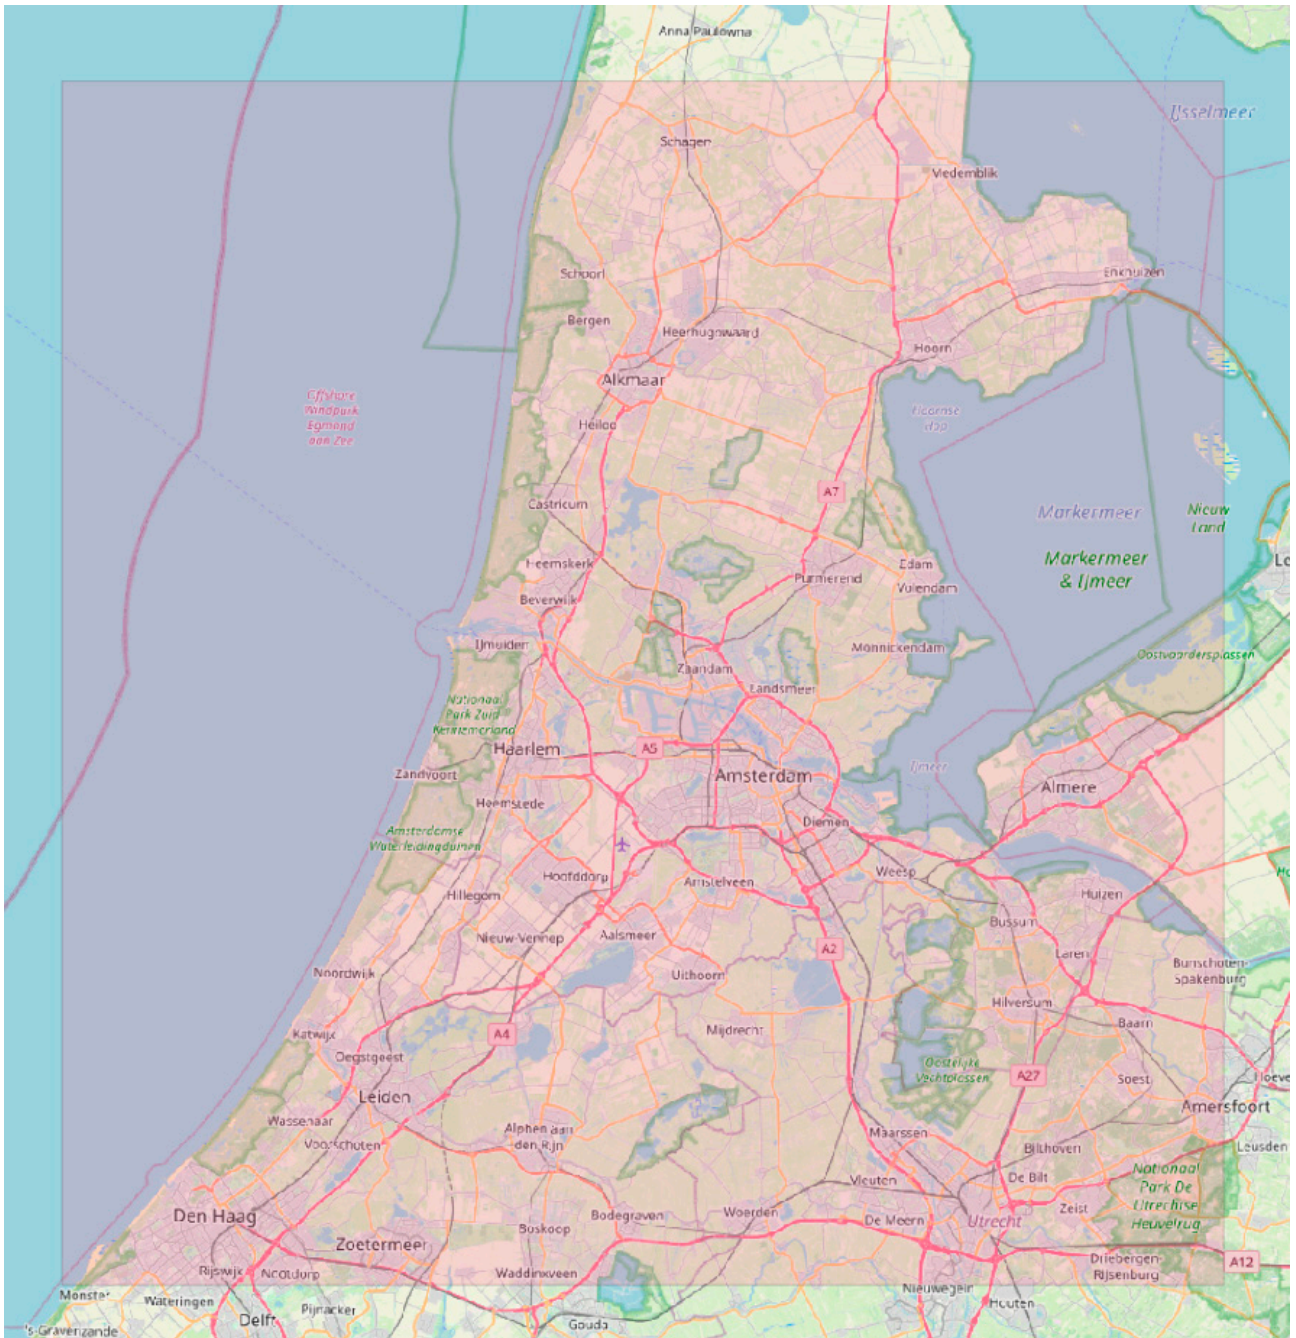 Anna Paulowna
IJsselmeer
Schagen
Medemblik
Schoorl
Enkhuizen
Bergen
Heerhugowaard
Hoorn
Alkmaar
Offshore
Windpark
Egmond
aan Zee
Hoornse
Hop
Heiloo
A7
Castricum
Markermeer
Nieuw
Land
Markermeer
& IJmeer
Heemskerk
Purmerend
Edam
Volendam
Beverwijk
IJmuiden
Monnickendam
Oostvaardersplassen
Zaandam
Landsmeer
Nationaal
Park Zuid
Kennemerland
Haarlem
A5
IJmeer
Zandvoort
Amsterdam
Almere
Heemstede
Diemen
Amsterdamse
Waterleidingduinen
Hoofddorp
Amstelveen
Weesp
Hillegom
Huizen
Bussum
Nieuw-Vennep
Aalsmeer
A2
Laren
Noordwijk
Uithoorn
Bunschoten-
Spakenburg
Hilversum
Katwijk
A4
Mijdrecht
Baarn
Oegstgeest
Oostelijke
Vechtplassen
A27
Soest
Hoeve
Leiden
Amersfoort
Wassenaar
Voorschoten
Alphen aan
den Rijn
Maarssen
Bilthoven
Leusden
Vleuten
De Bilt
Nationaal
Park De
Utrechtse
Heuvelrug
Den Haag
Boskoop
Bodegraven
Woerden
De Meern
Utrecht
Zeist
Zoetermeer
Rijswijk
Nootdorp
Waddinxveen
Driebergen-
Rijsenburg
A12
Monster
Wateringen
Pijnacker
Nieuwegein
Houten
's-Gravenzande
Delft
Gouda